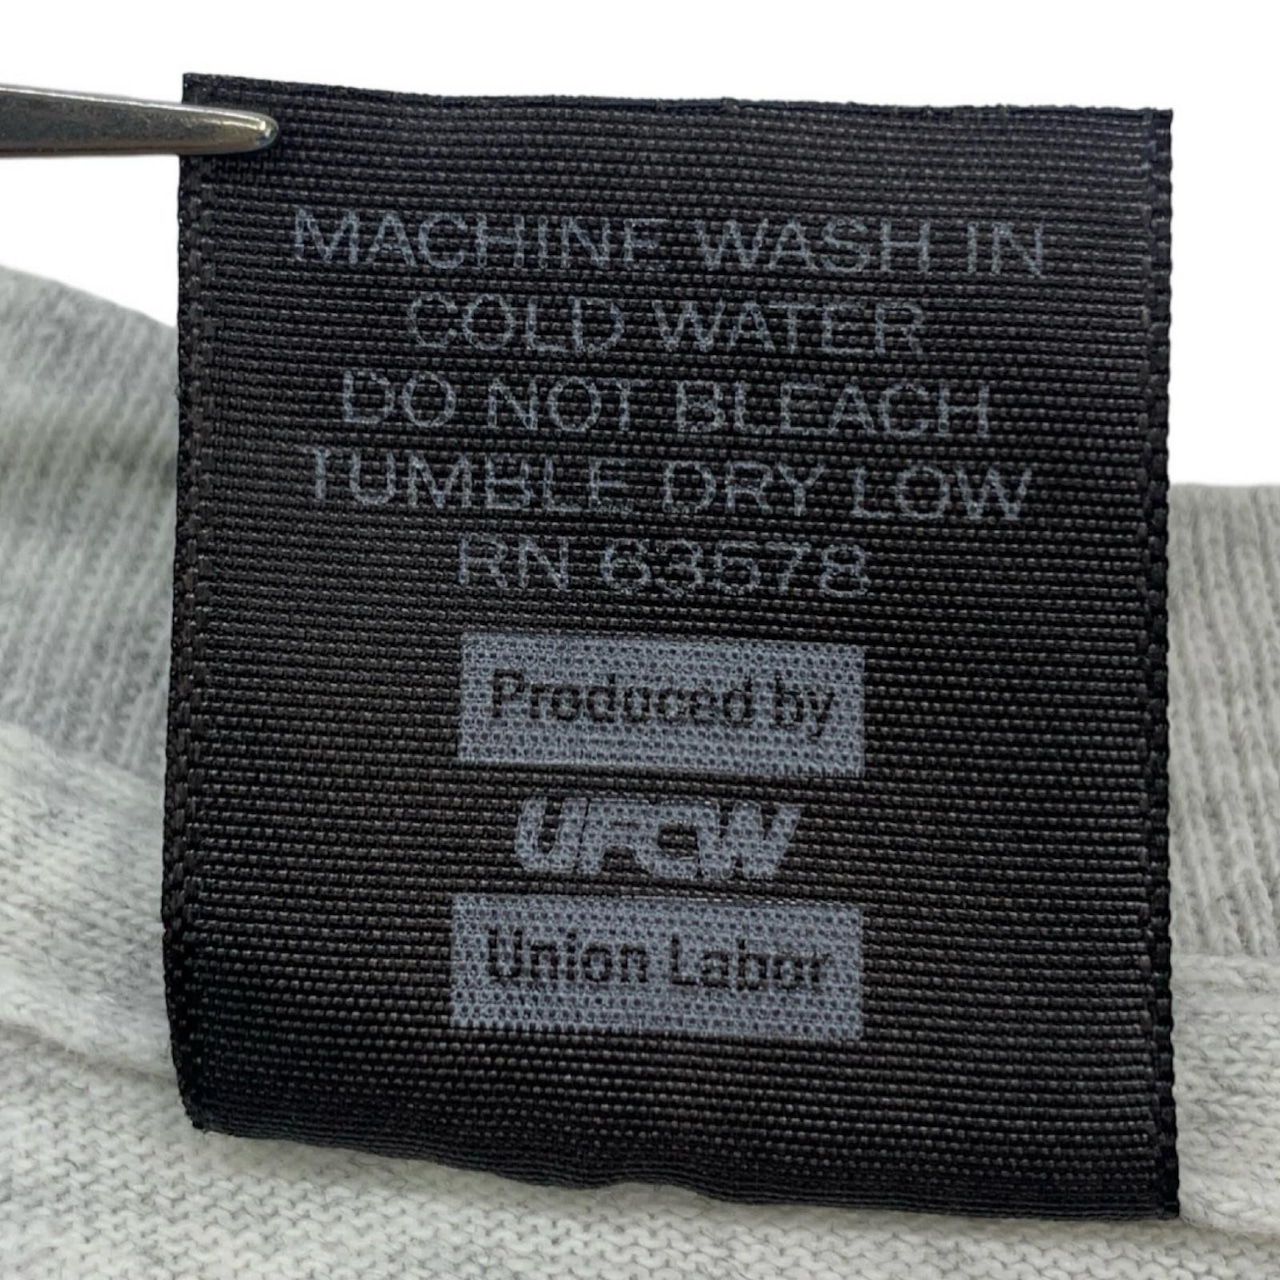 MACHINE WASH IN
COLD WATER
DO NOT BLEACH
TUMBLE DRY LOW
RN 63578
Produced by
UFCW
Union Labor